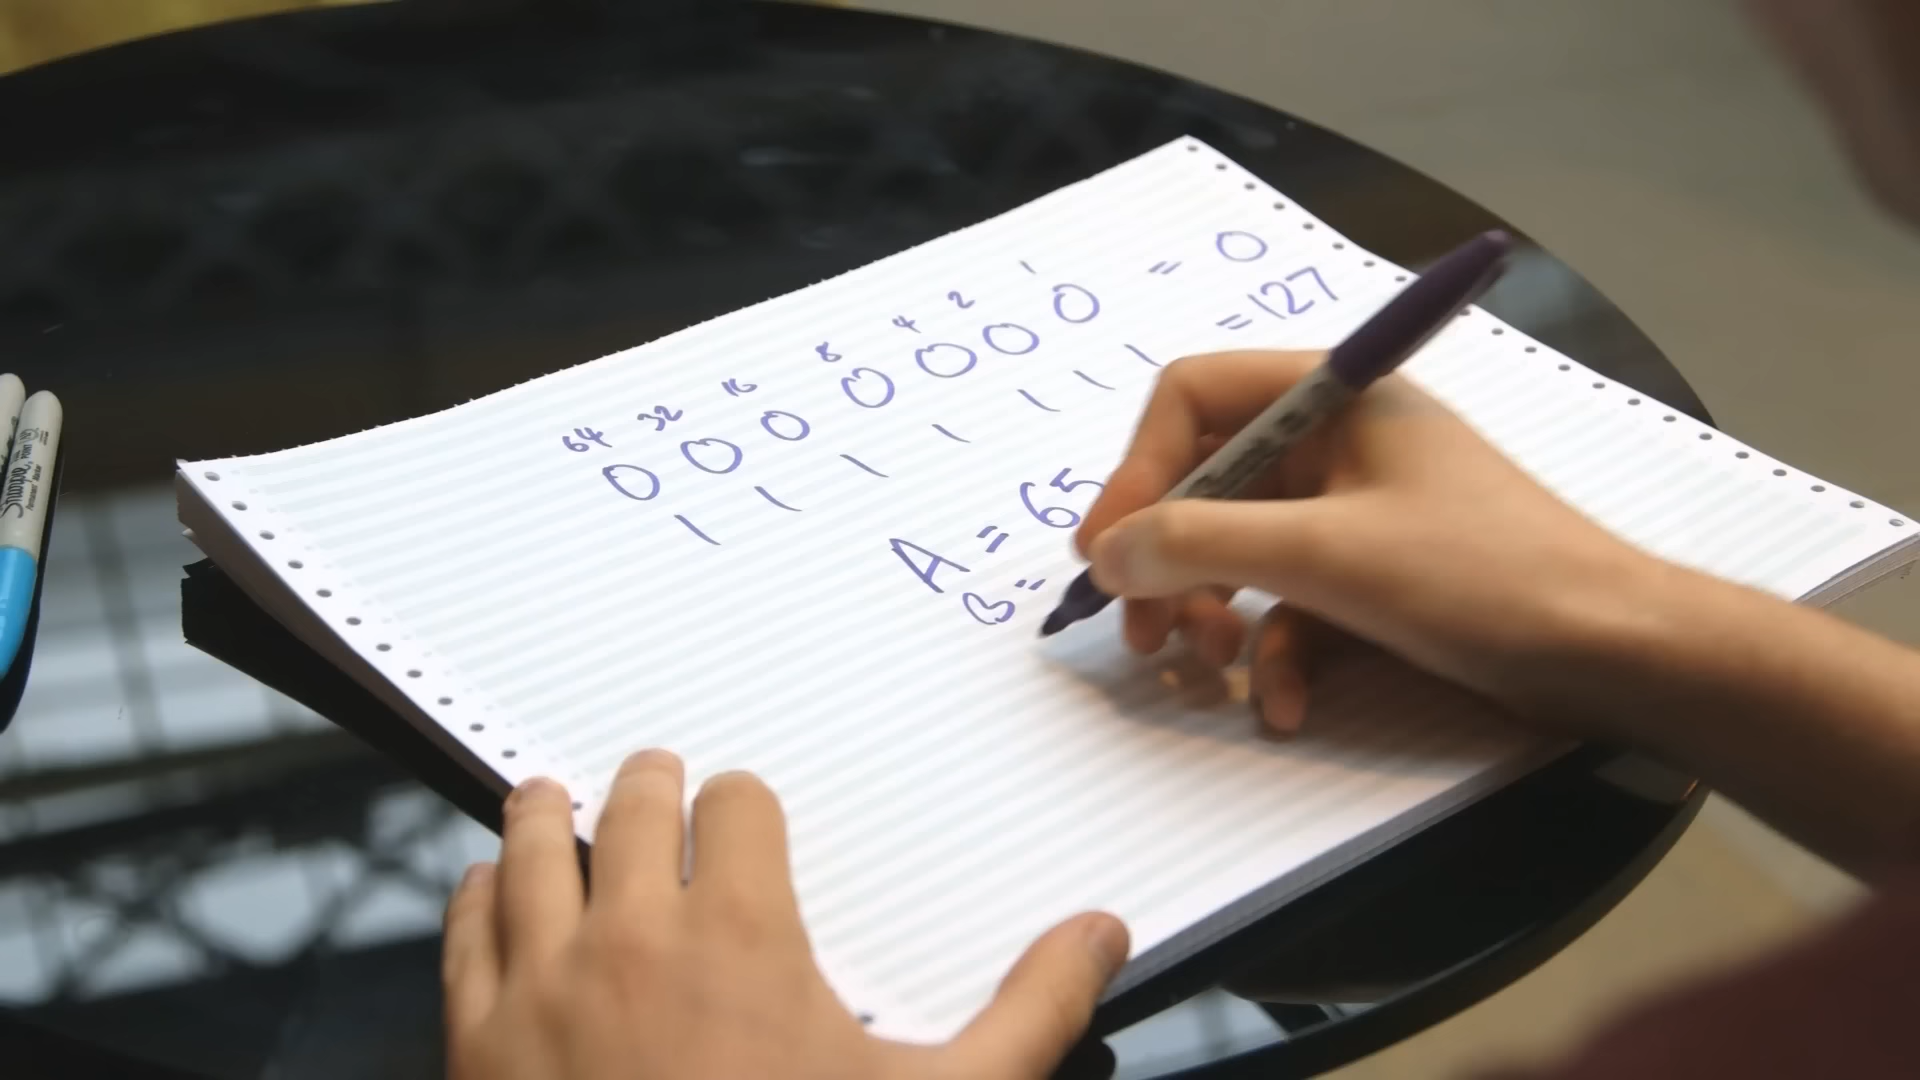 64 32 16 8 4 2 1
0 0 0 0 0 0 0 = 0
1 1 1 1 1 1 1 = 127
A = 65
B =
Sharpie